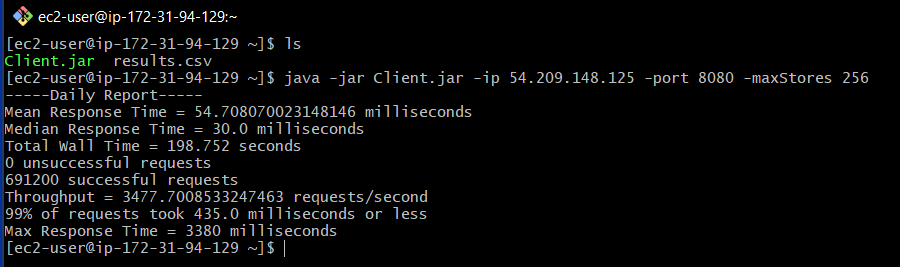 ec2-user@ip-172-31-94-129:~
[ec2-user@ip-172-31-94-129 ~]$ ls
Client.jar  results.csv
[ec2-user@ip-172-31-94-129 ~]$ java -jar Client.jar -ip 54.209.148.125 -port 8080 -maxStores 256
-----Daily Report-----
Mean Response Time = 54.708070023148146 milliseconds
Median Response Time = 30.0 milliseconds
Total Wall Time = 198.752 seconds
0 unsuccessful requests
691200 successful requests
Throughput = 3477.7008533247463 requests/second
99% of requests took 435.0 milliseconds or less
Max Response Time = 3380 milliseconds
[ec2-user@ip-172-31-94-129 ~]$